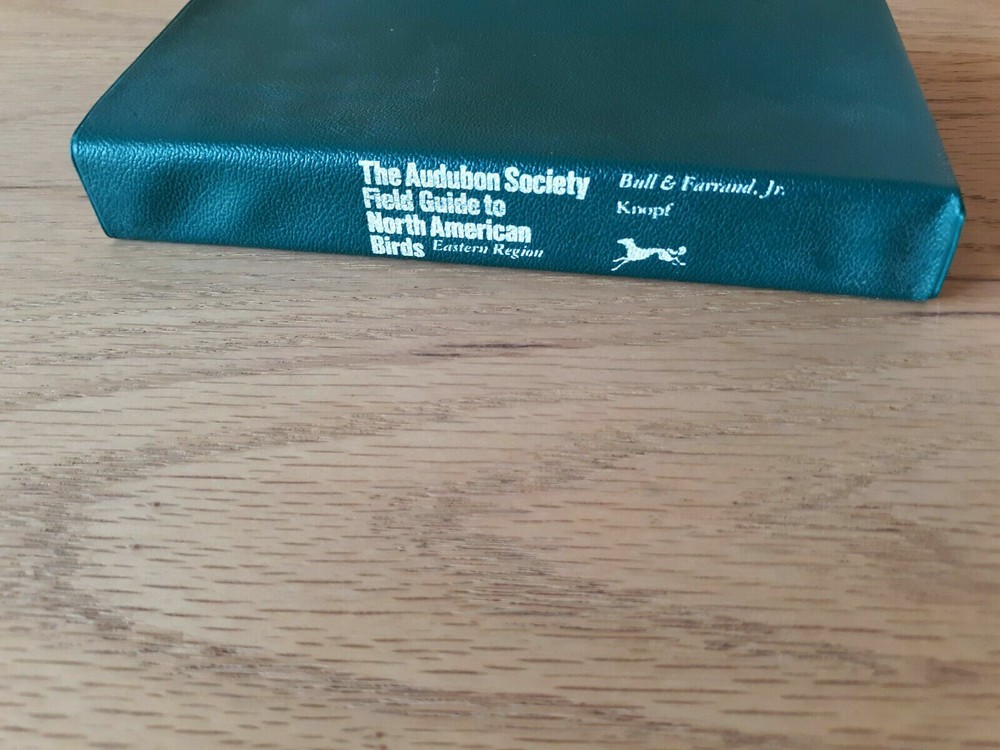 The Audubon Society
Field Guide to
North American
Birds Eastern Region
Bull & Farrand, Jr.
Knopf